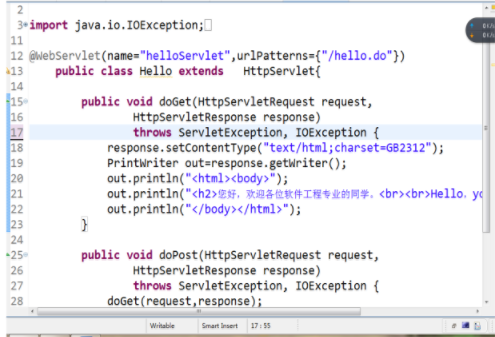 2
3 import java.io.IOException;
11
12 @WebServlet(name="helloServlet",urlPatterns={"/hello.do"})
13 public class Hello extends HttpServlet{
14
15 public void doGet(HttpServletRequest request,
16 HttpServletResponse response)
17 throws ServletException, IOException {
18 response.setContentType("text/html;charset=GB2312");
19 PrintWriter out=response.getWriter();
20 out.println("<html><body>");
21 out.println("<h2>您好，欢迎各位软件工程专业的同学，<br><br>Hello，yo
22 out.println("</body></html>");
23 }
24
25 public void doPost(HttpServletRequest request,
26 HttpServletResponse response)
27 throws ServletException, IOException {
28 doGet(request,response);
Writable Smart Insert 17 : 55